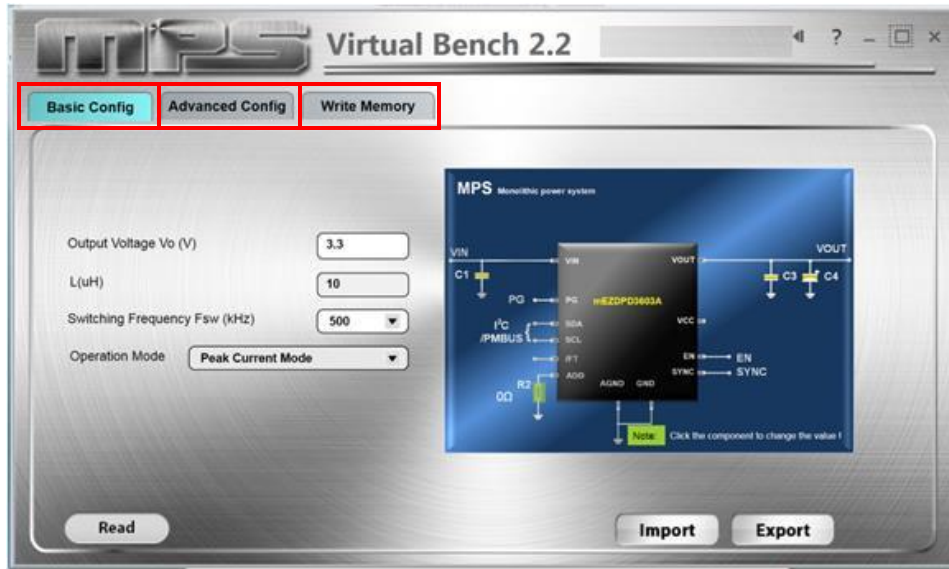 MPS Virtual Bench 2.2
Basic Config Advanced Config Write Memory
MPS Monolithic power system
Output Voltage Vo (V) 3.3
L(uH) 10
Switching Frequency Fsw (kHz) 500
Operation Mode Peak Current Mode
VIN VIN VOUT VOUT
C1 C3 C4
PG PG mEZDPD3603A
I²C SDA VCC
/PMBUS SCL
EN EN
R2 ADD AGND GND SYNC SYNC
0Ω
Note: Click the component to change the value !
Read Import Export